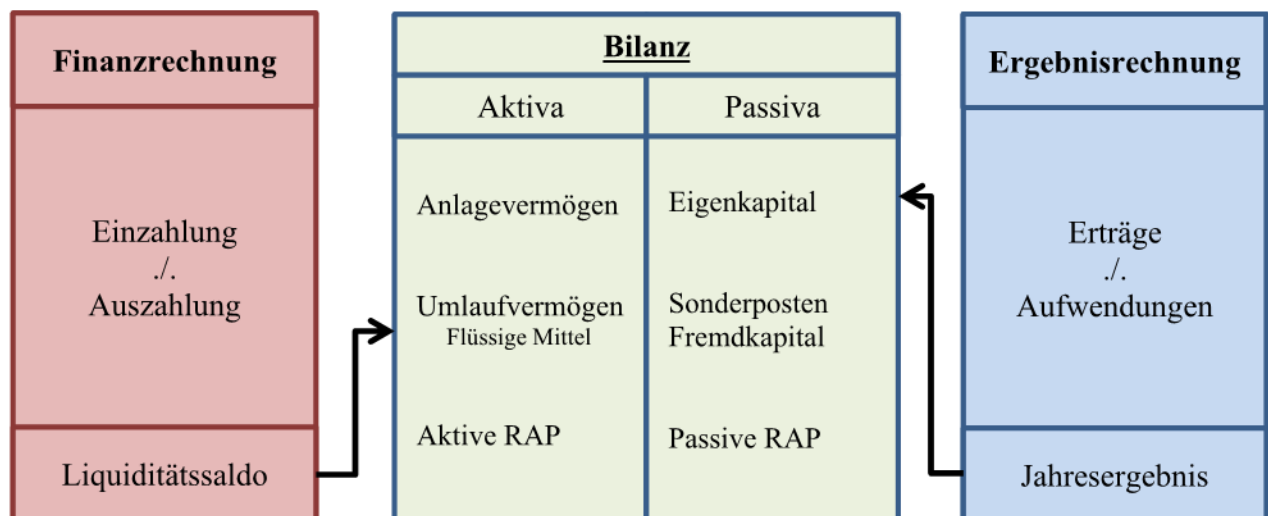 Finanzrechnung
Einzahlung
./.
Auszahlung
Liquiditätssaldo
Bilanz
Aktiva
Passiva
Anlagevermögen
Eigenkapital
Umlaufvermögen
Flüssige Mittel
Sonderposten
Fremdkapital
Aktive RAP
Passive RAP
Ergebnisrechnung
Erträge
./.
Aufwendungen
Jahresergebnis